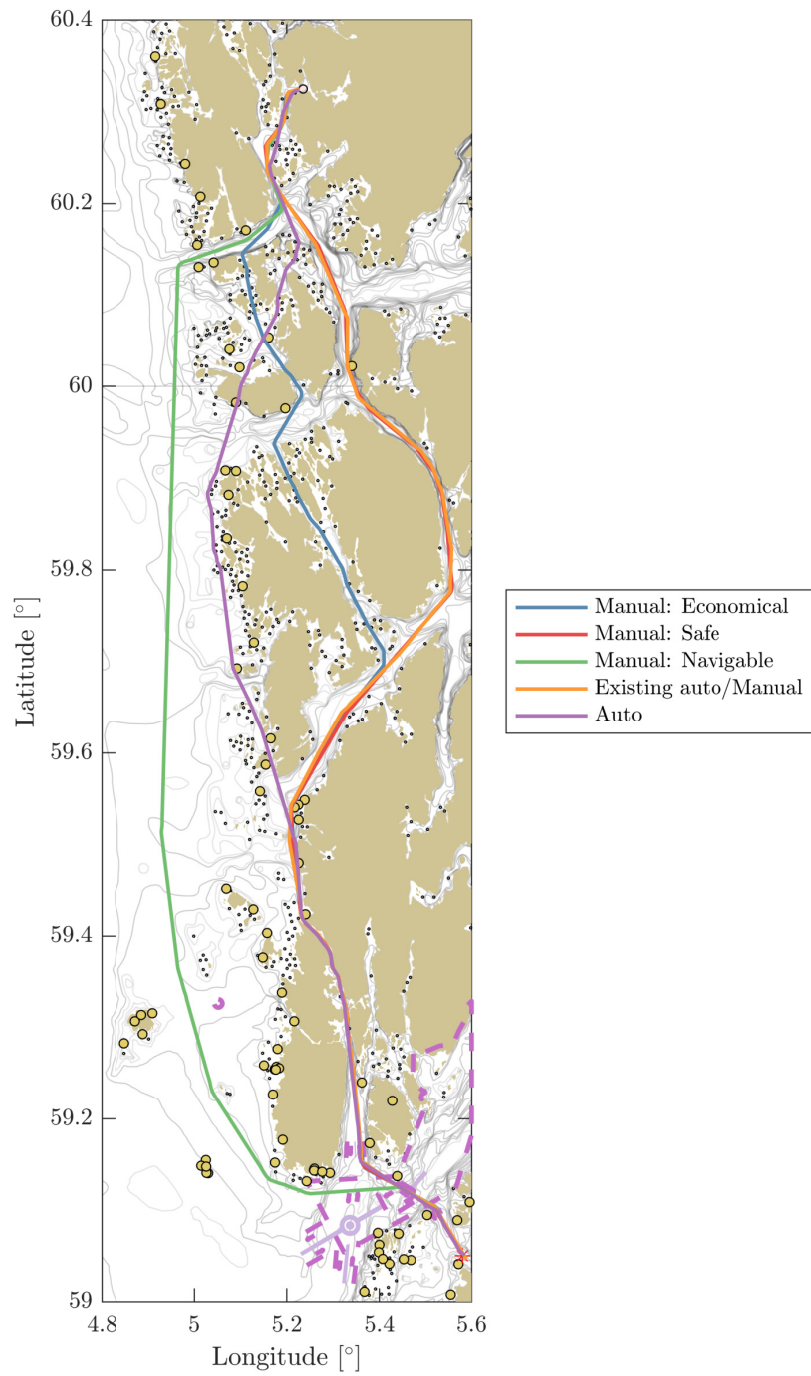 60.4
60.2
60
59.8
59.6
59.4
59.2
59
Latitude [°]
4.8 5 5.2 5.4 5.6
Longitude [°]
Manual: Economical
Manual: Safe
Manual: Navigable
Existing auto/Manual
Auto